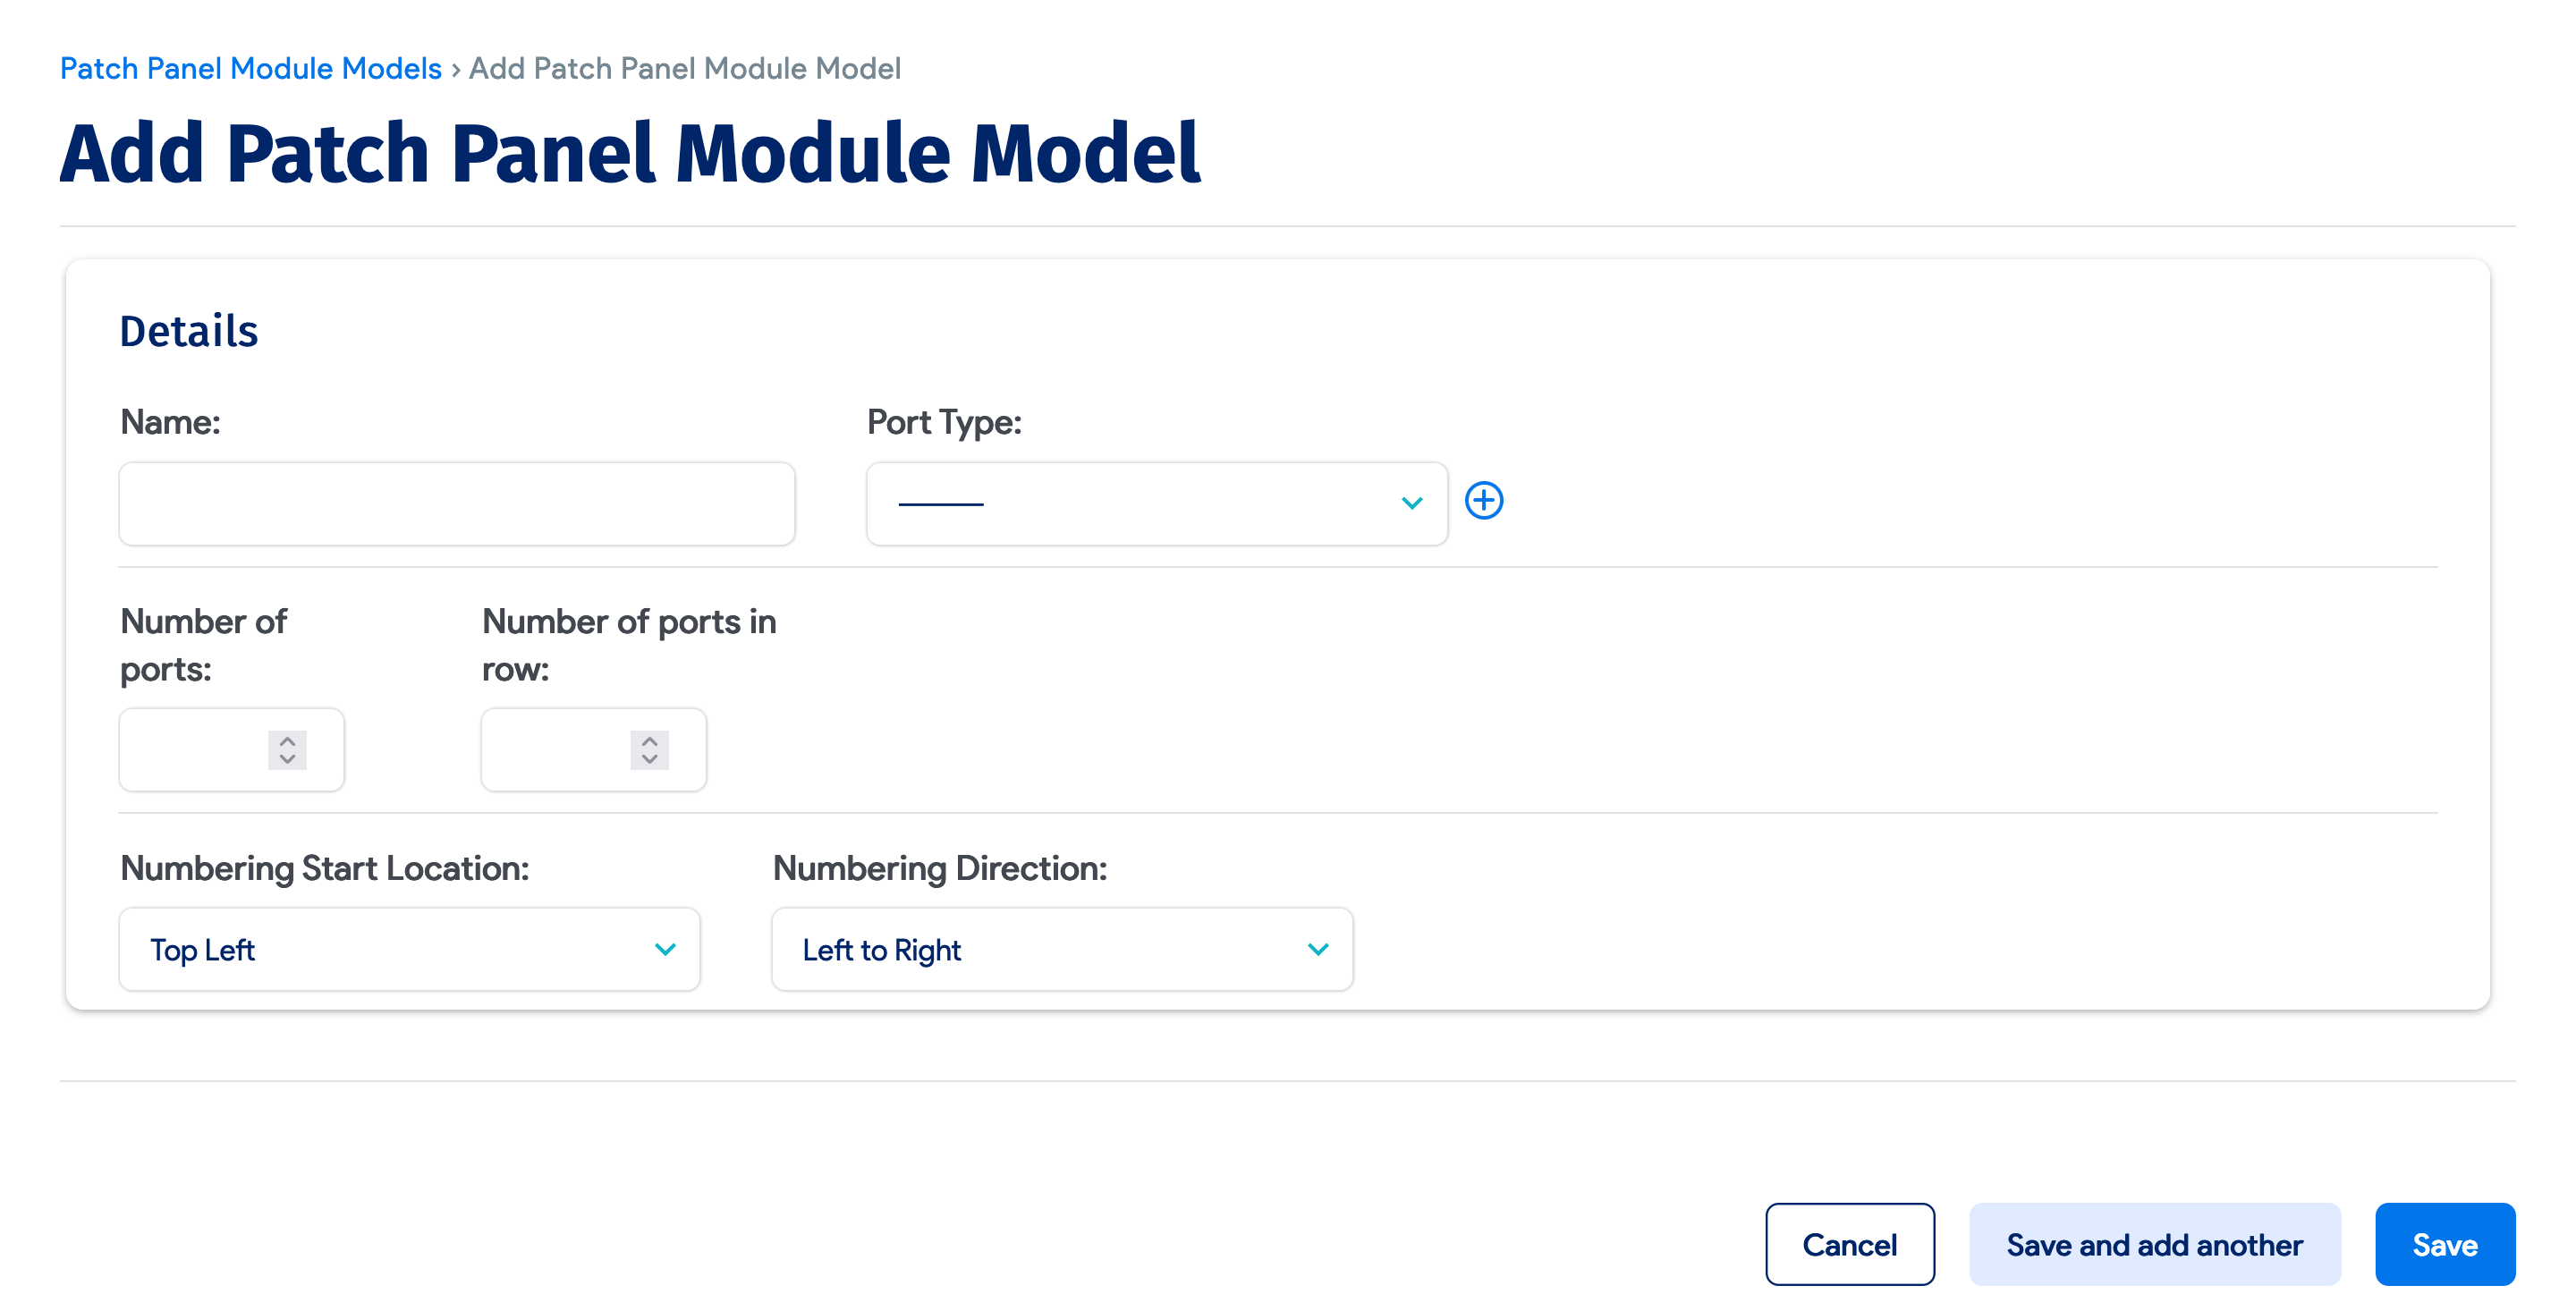 Patch Panel Module Models › Add Patch Panel Module Model
Add Patch Panel Module Model
Details
Name:
Port Type:
Number of
ports:
Number of ports in
row:
Numbering Start Location:
Numbering Direction:
Top Left
Left to Right
Cancel
Save and add another
Save